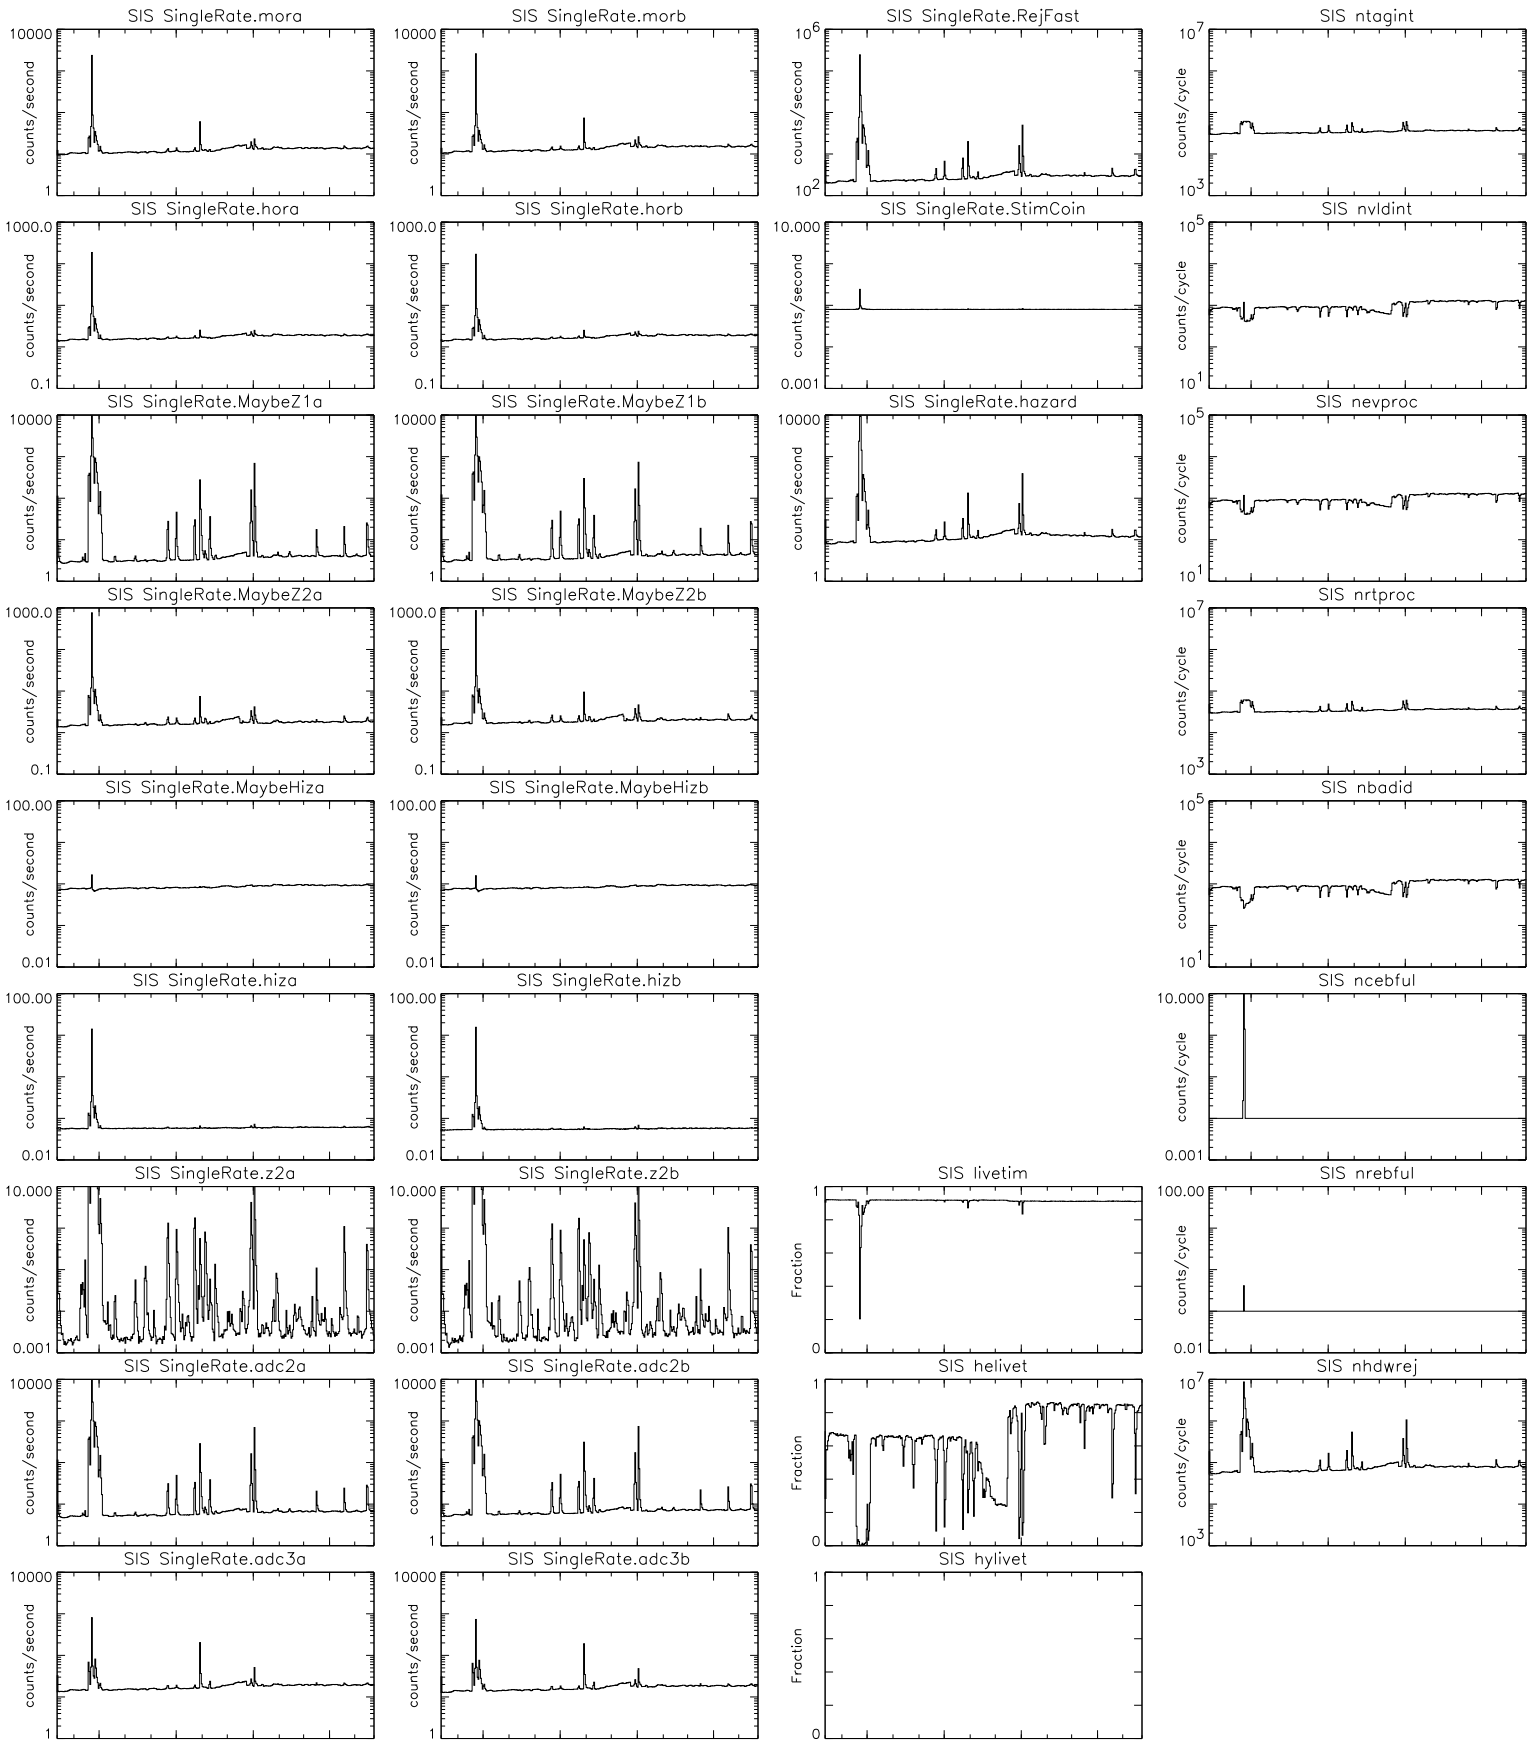 SIS SingleRate.mora
10000
counts/second
1
SIS SingleRate.morb
10000
counts/second
1
SIS SingleRate.RejFast
10^6
counts/second
10^2
SIS ntagint
10^7
counts/cycle
10^3
SIS SingleRate.hora
1000.0
counts/second
0.1
SIS SingleRate.horb
1000.0
counts/second
0.1
SIS SingleRate.StimCoin
10.000
counts/second
0.001
SIS nvldint
10^5
counts/cycle
10^1
SIS SingleRate.MaybeZ1a
10000
counts/second
1
SIS SingleRate.MaybeZ1b
10000
counts/second
1
SIS SingleRate.hazard
10000
counts/second
1
SIS nevproc
10^5
counts/cycle
10^1
SIS SingleRate.MaybeZ2a
1000.0
counts/second
0.1
SIS SingleRate.MaybeZ2b
1000.0
counts/second
0.1
SIS nrtproc
10^7
counts/cycle
10^3
SIS SingleRate.MaybeHiza
100.00
counts/second
0.01
SIS SingleRate.MaybeHizb
100.00
counts/second
0.01
SIS nbadid
10^5
counts/cycle
10^1
SIS SingleRate.hiza
100.00
counts/second
0.01
SIS SingleRate.hizb
100.00
counts/second
0.01
SIS ncebful
10.000
counts/cycle
0.001
SIS SingleRate.z2a
10.000
counts/second
0.001
SIS SingleRate.z2b
10.000
counts/second
0.001
SIS livetim
1
Fraction
0
SIS nrebful
100.00
counts/cycle
0.01
SIS SingleRate.adc2a
10000
counts/second
1
SIS SingleRate.adc2b
10000
counts/second
1
SIS helivet
1
Fraction
0
SIS nhdwrej
10^7
counts/cycle
10^3
SIS SingleRate.adc3a
10000
counts/second
1
SIS SingleRate.adc3b
10000
counts/second
1
SIS hylivet
1
Fraction
0